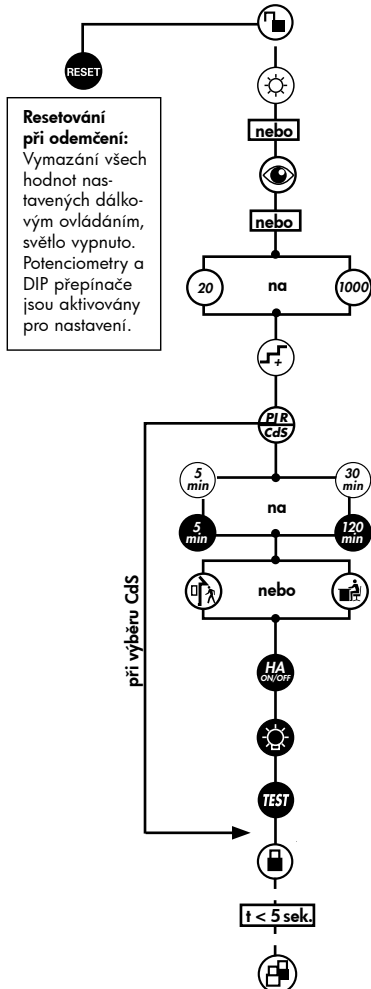 RESET
Resetování
při odemčení:
Vymazání všech
hodnot nas-
tavených dálko-
vým ovládáním,
světlo vypnuto.
Potenciometry a
DIP přepínače
jsou aktivovány
pro nastavení.
nebo
nebo
20 na 1000
+
PIR
CdS
5 min
30 min
na
5 min
120 min
nebo
při výběru CdS
HA
ON/OFF
TEST
t < 5 sek.